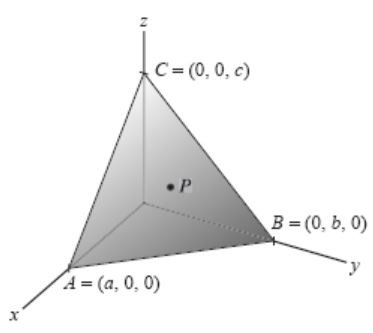 z
C = (0, 0, c)
P
B = (0, b, 0)
y
A = (a, 0, 0)
x